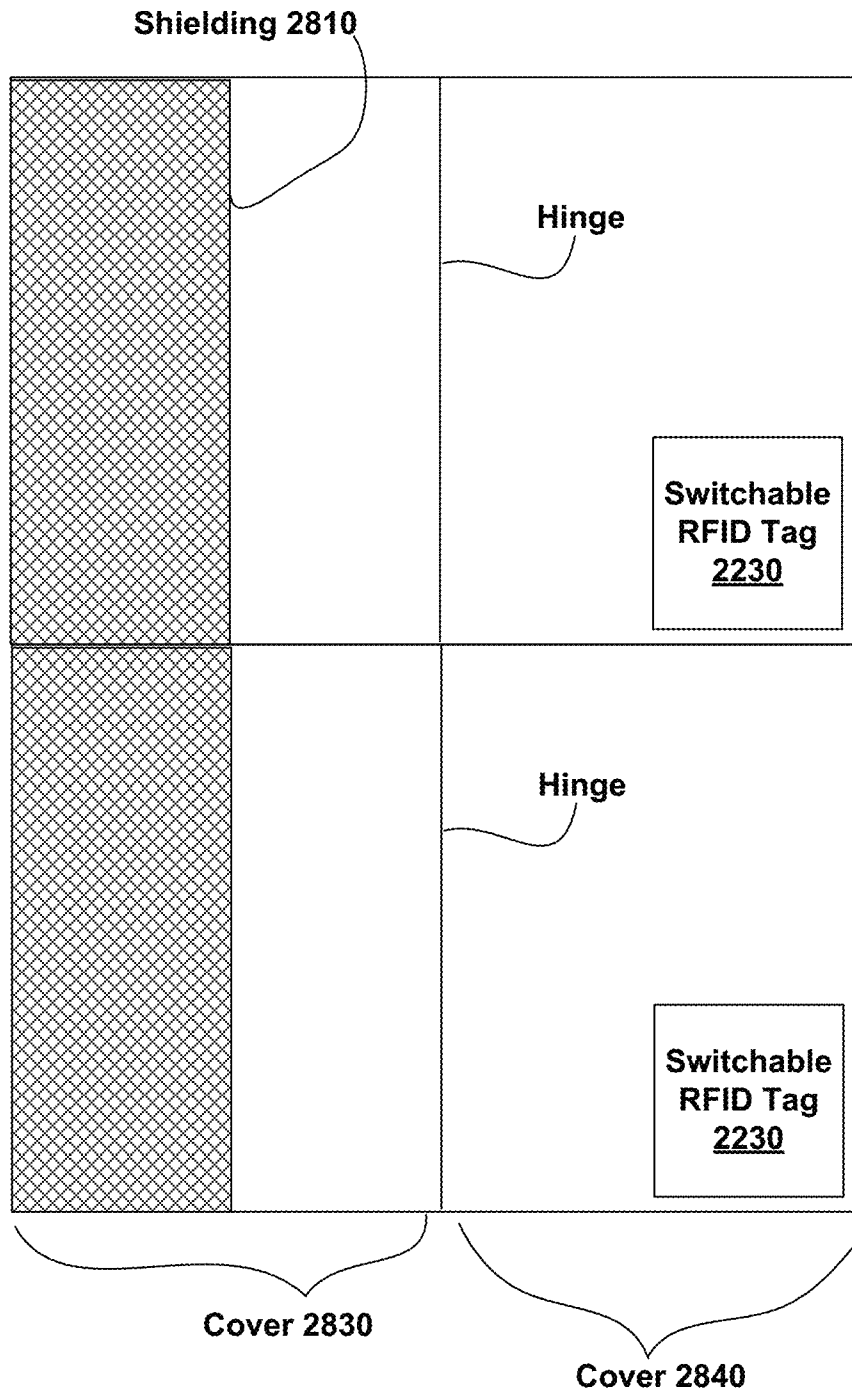 Shielding 2810
Hinge
Switchable
RFID Tag
2230
Hinge
Switchable
RFID Tag
2230
Cover 2830
Cover 2840